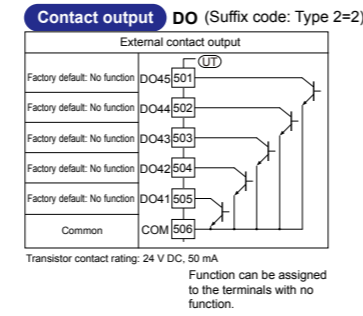 Contact output DO (Suffix code: Type 2=2)
External contact output
UT
Factory default: No function DO45 501
Factory default: No function DO44 502
Factory default: No function DO43 503
Factory default: No function DO42 504
Factory default: No function DO41 505
Common COM 506
Transistor contact rating: 24 V DC, 50 mA
Function can be assigned
to the terminals with no
function.